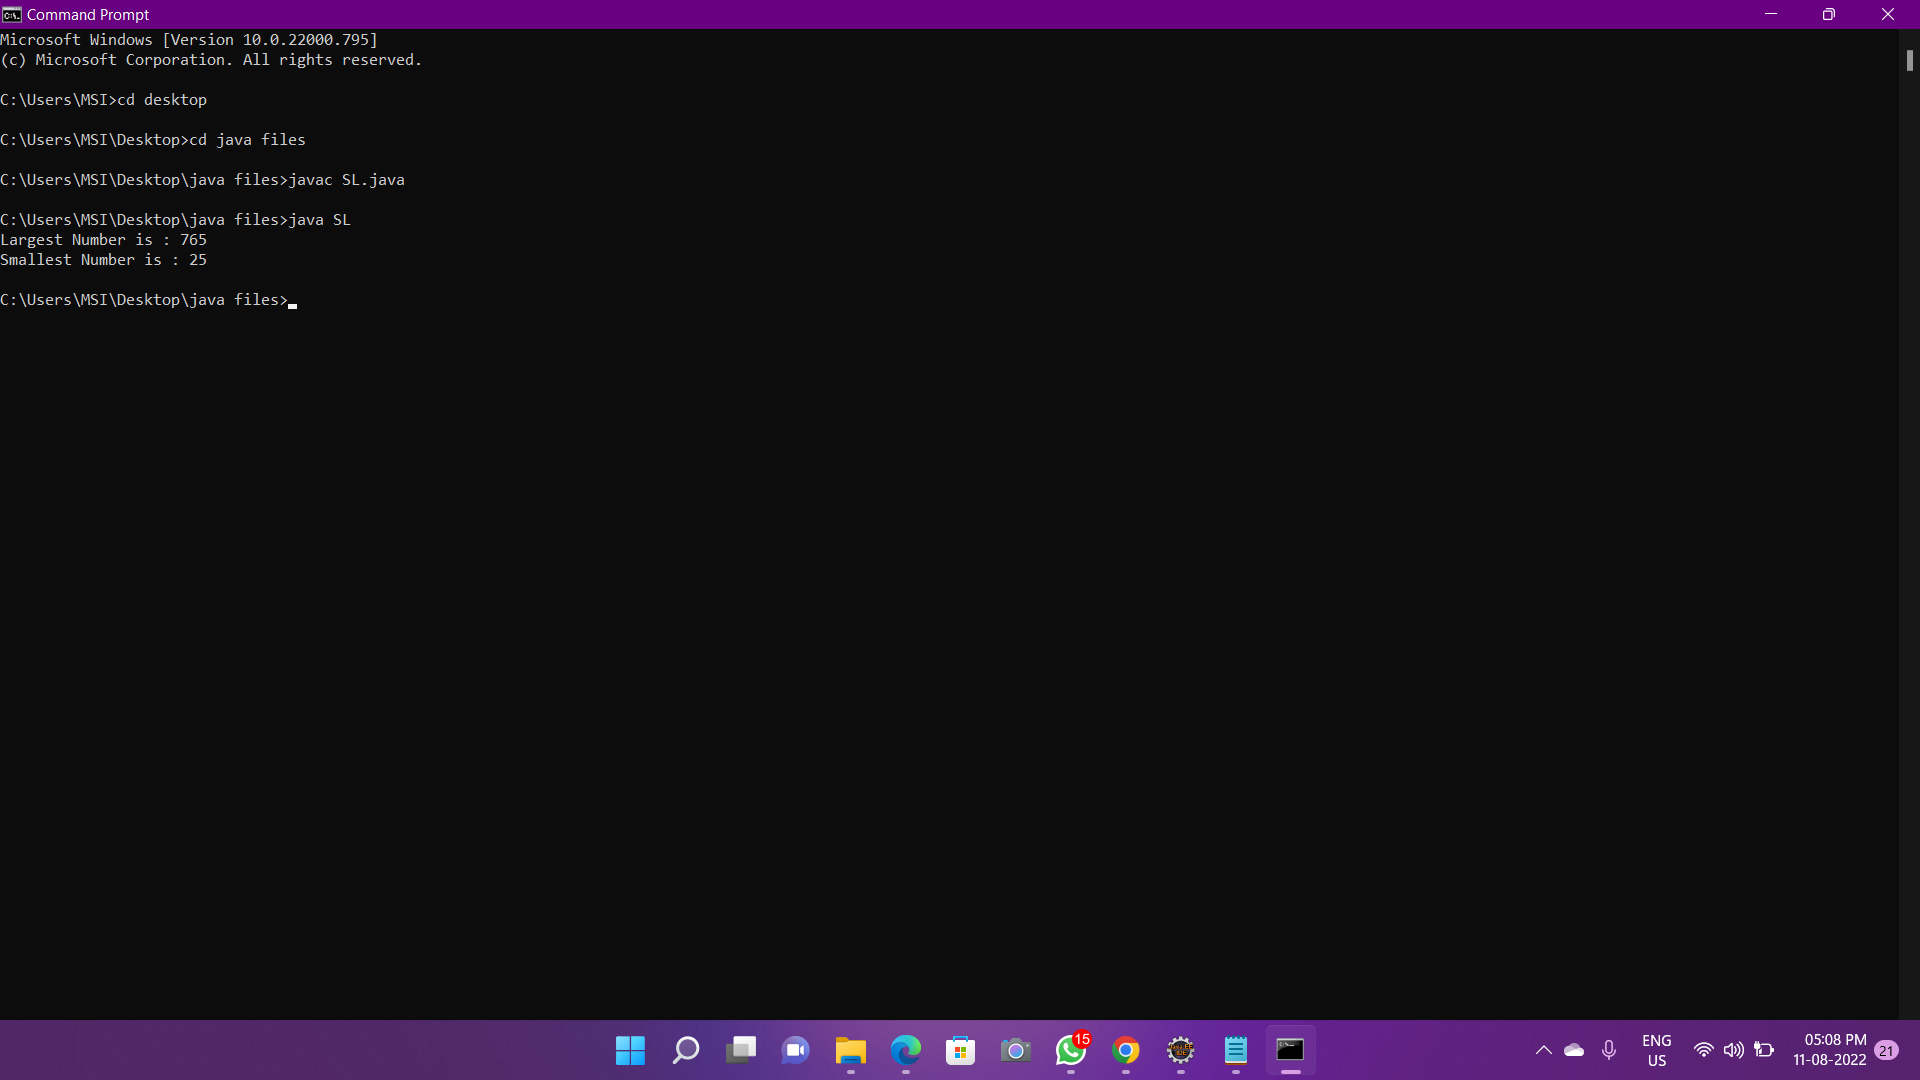 Command Prompt
Microsoft Windows [Version 10.0.22000.795]
(c) Microsoft Corporation. All rights reserved.
C:\Users\MSI>cd desktop
C:\Users\MSI\Desktop>cd java files
C:\Users\MSI\Desktop\java files>javac SL.java
C:\Users\MSI\Desktop\java files>java SL
Largest Number is : 765
Smallest Number is : 25
C:\Users\MSI\Desktop\java files>
15
ENG
US
05:08 PM
11-08-2022
21